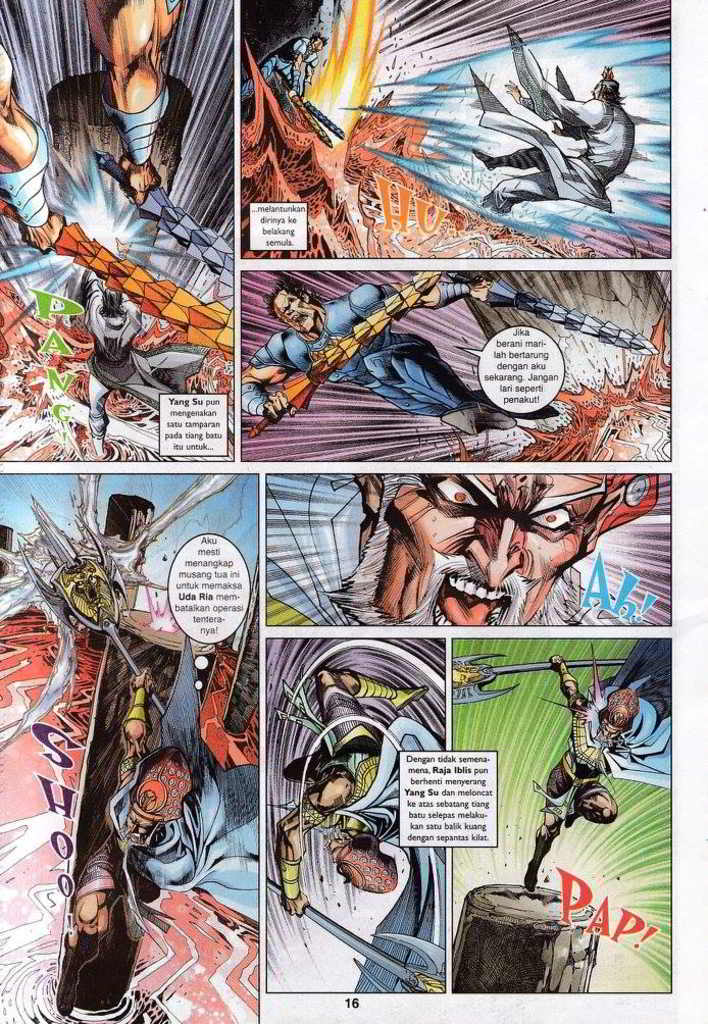 PANG!
Yang Su pun
mengenakan
satu tamparan
pada tiang batu
itu untuk...
...melantunkan
dirinya ke
belakang
semula.
HU
Jika
berani mari-
lah bertarung
dengan aku
sekarang. Jangan
lari seperti
penakut!
Aku
mesti
menangkap
musang tua ini
untuk memaksa
Uda Ria mem-
batalkan operasi
tentera-
nya!
SHOO!
Ah!
Dengan tidak semena-
mena, Raja Iblis pun
berhenti menyerang
Yang Su dan meloncat
ke atas sebatang tiang
batu selepas melaku-
kan satu balik kuang
dengan sepantas kilat.
PAP!
16